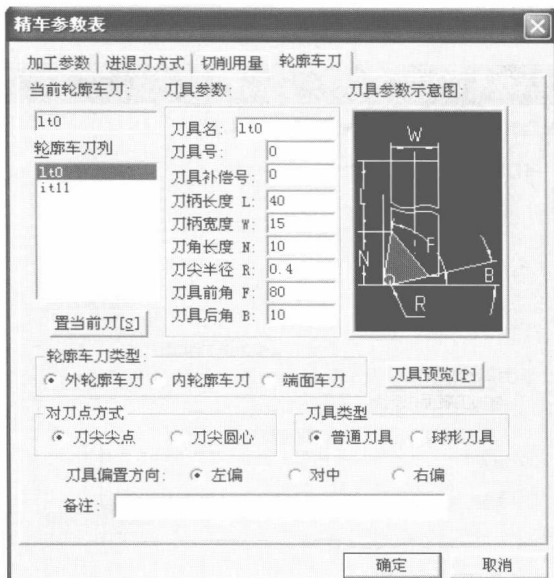 精车参数表
加工参数 进退刀方式 切削用量 轮廓车刀
当前轮廓车刀:
lt0
轮廓车刀列
lt0
it11
置当前刀[S]
刀具参数:
刀具名: lt0
刀具号: 0
刀具补偿号: 0
刀柄长度 L: 40
刀柄宽度 W: 15
刀角长度 N: 10
刀尖半径 R: 0.4
刀具前角 F: 80
刀具后角 B: 10
刀具参数示意图:
W
L
N
F
B
R
轮廓车刀类型:
外轮廓车刀 内轮廓车刀 端面车刀
刀具预览[P]
对刀点方式
刀尖尖点 刀尖圆心
刀具类型
普通刀具 球形刀具
刀具偏置方向: 左偏 对中 右偏
备注:
确定 取消